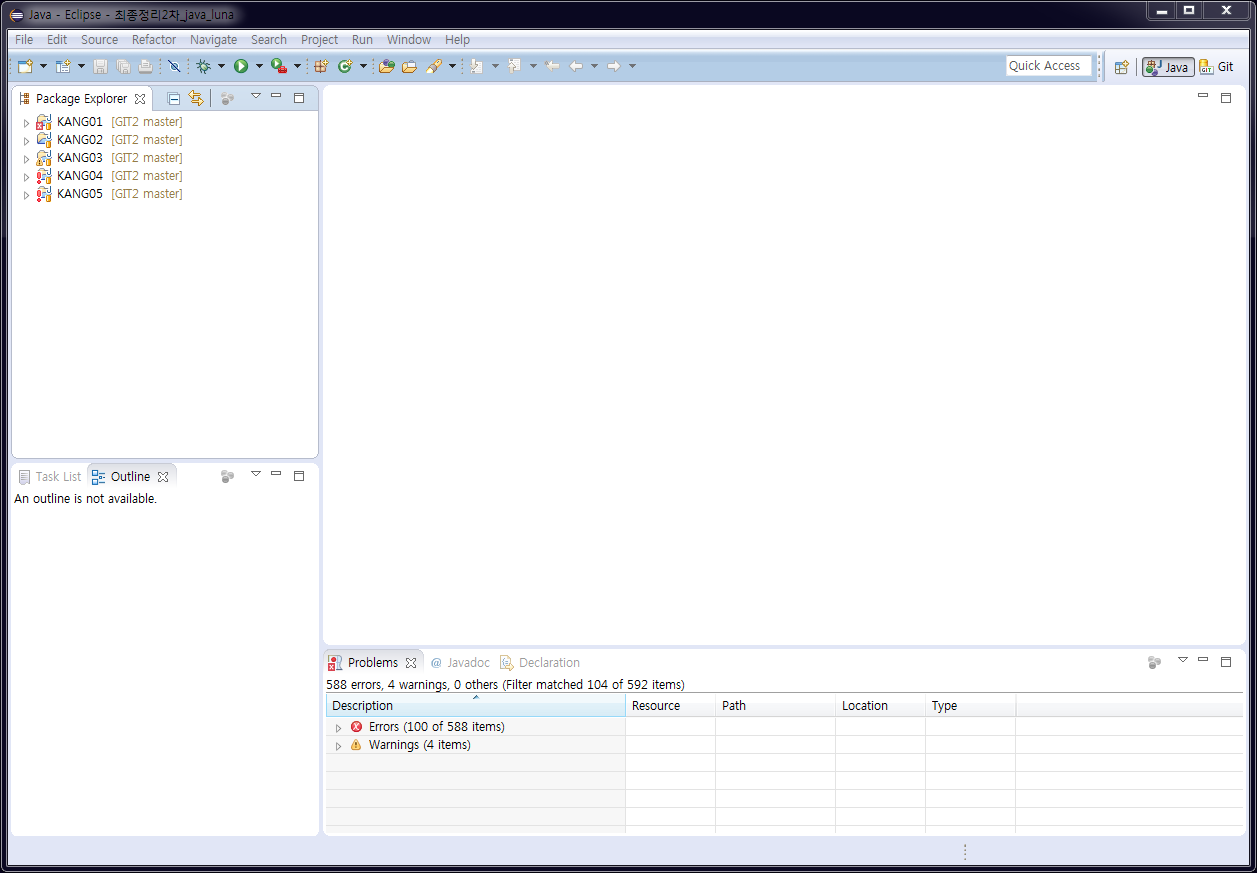 Java - Eclipse - 최종정리2차_java_luna
File Edit Source Refactor Navigate Search Project Run Window Help
Quick Access Java Git
Package Explorer
KANG01 [GIT2 master]
KANG02 [GIT2 master]
KANG03 [GIT2 master]
KANG04 [GIT2 master]
KANG05 [GIT2 master]
Task List Outline
An outline is not available.
Problems @ Javadoc Declaration
588 errors, 4 warnings, 0 others (Filter matched 104 of 592 items)
Description Resource Path Location Type
Errors (100 of 588 items)
Warnings (4 items)